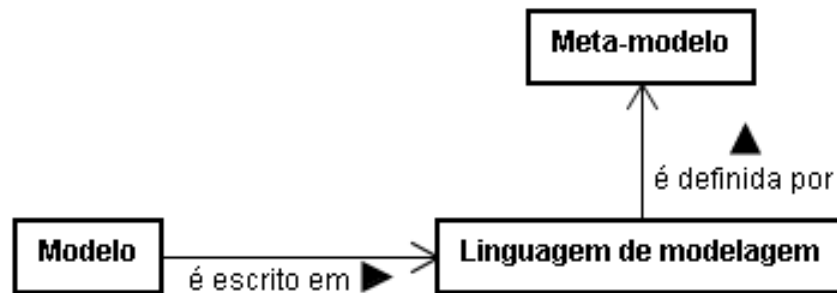 Meta-modelo
é definida por
Modelo
é escrito em
Linguagem de modelagem